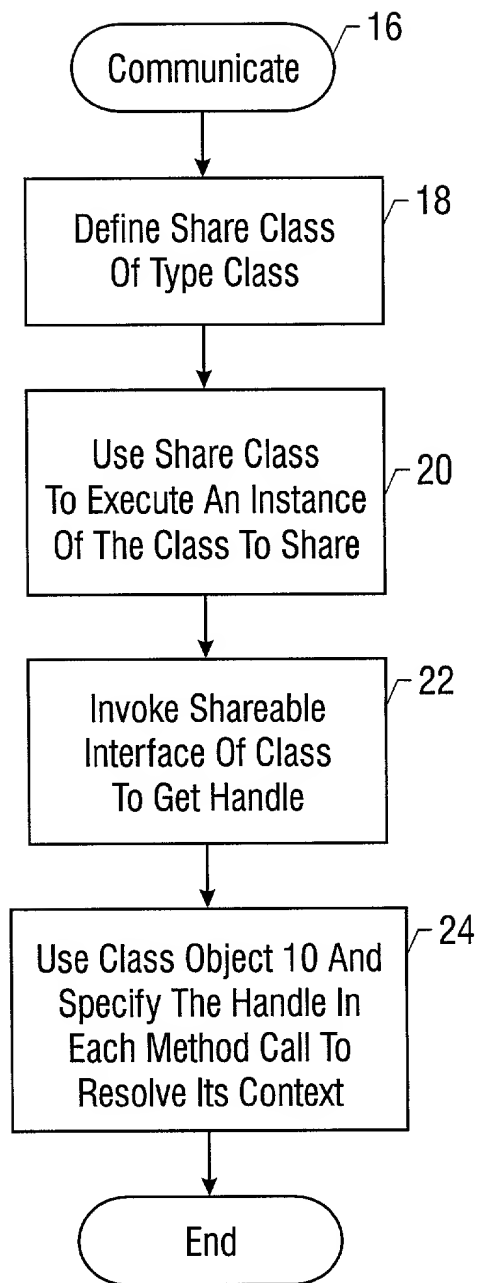 16
Communicate
18
Define Share Class
Of Type Class
20
Use Share Class
To Execute An Instance
Of The Class To Share
22
Invoke Shareable
Interface Of Class
To Get Handle
24
Use Class Object 10 And
Specify The Handle In
Each Method Call To
Resolve Its Context
End